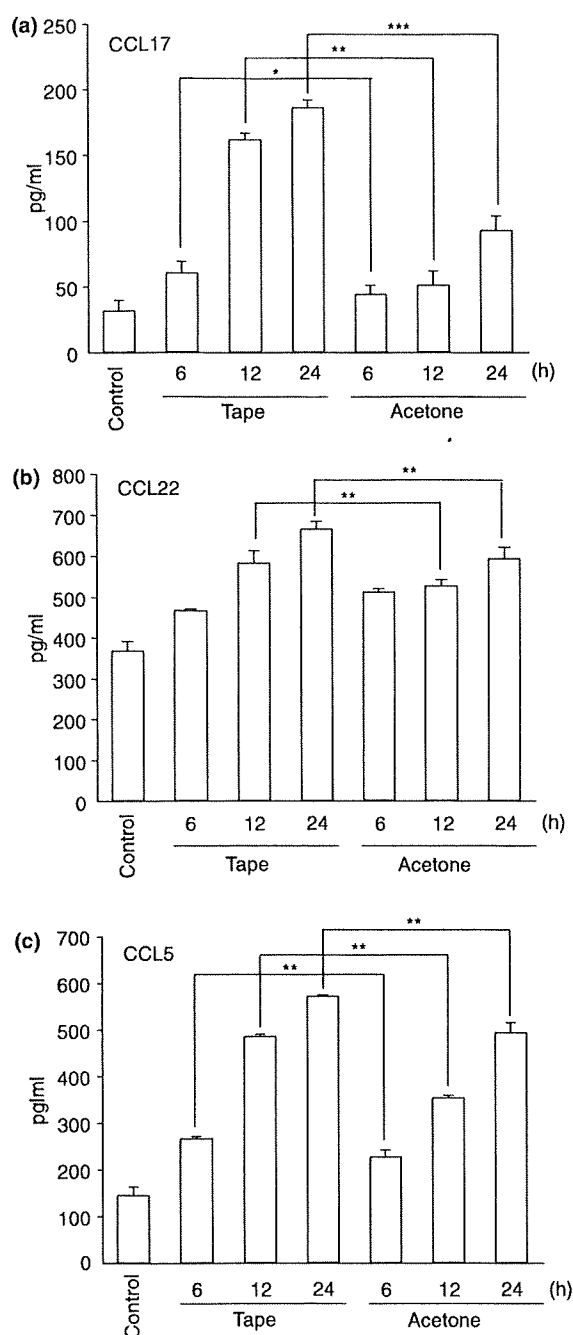 (a)
CCL17
250
200
150
100
50
0
pg/ml
* ** ***
Control 6 12 24 6 12 24 (h)
Tape Acetone
(b)
CCL22
800
700
600
500
400
300
200
100
0
pg/ml
** **
Control 6 12 24 6 12 24 (h)
Tape Acetone
(c)
CCL5
700
600
500
400
300
200
100
0
pglml
** ** **
Control 6 12 24 6 12 24 (h)
Tape Acetone